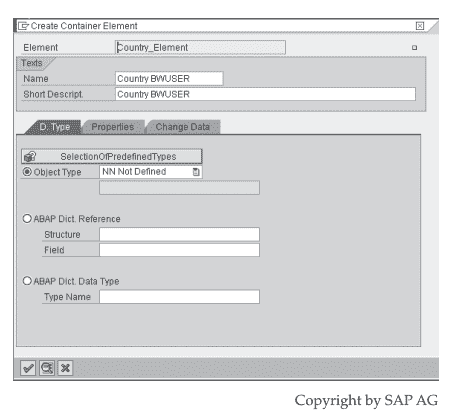 Create Container Element
Element Country_Element
Texts
Name Country BWUSER
Short Descript. Country BWUSER
D. Type Properties Change Data
SelectionOfPredefinedTypes
Object Type NN Not Defined
ABAP Dict. Reference
Structure
Field
ABAP Dict. Data Type
Type Name
Copyright by SAP AG